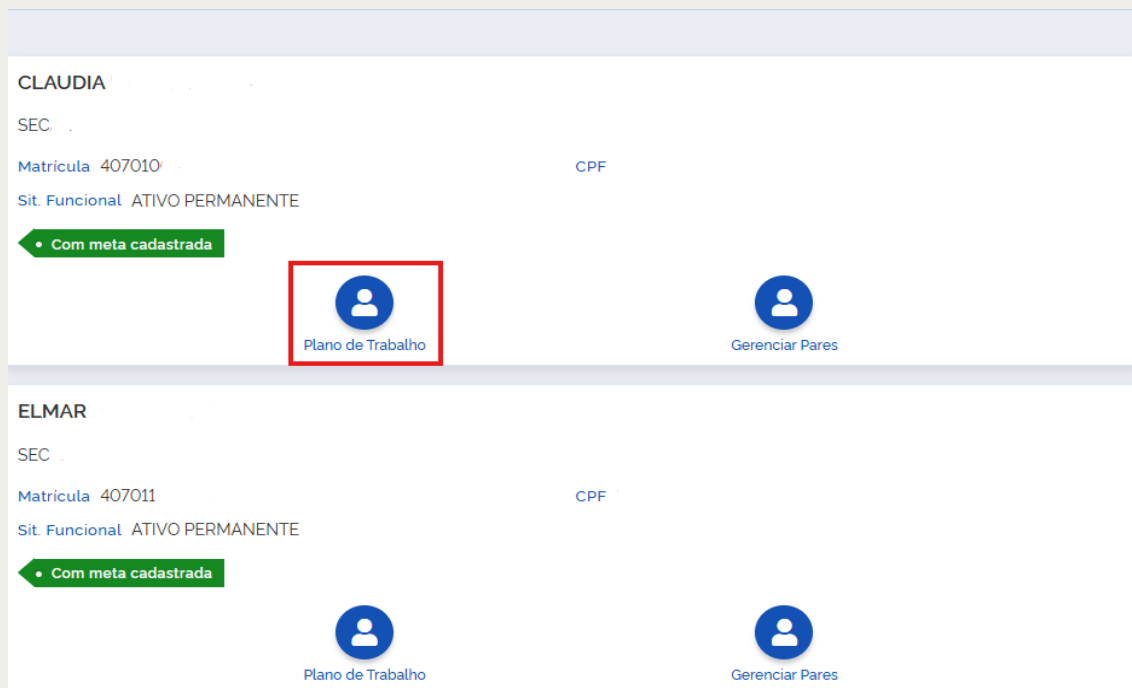 CLAUDIA
SEC
Matrícula 407010
CPF
Sit. Funcional ATIVO PERMANENTE
• Com meta cadastrada
Plano de Trabalho
Gerenciar Pares
ELMAR
SEC
Matrícula 407011
CPF
Sit. Funcional ATIVO PERMANENTE
• Com meta cadastrada
Plano de Trabalho
Gerenciar Pares